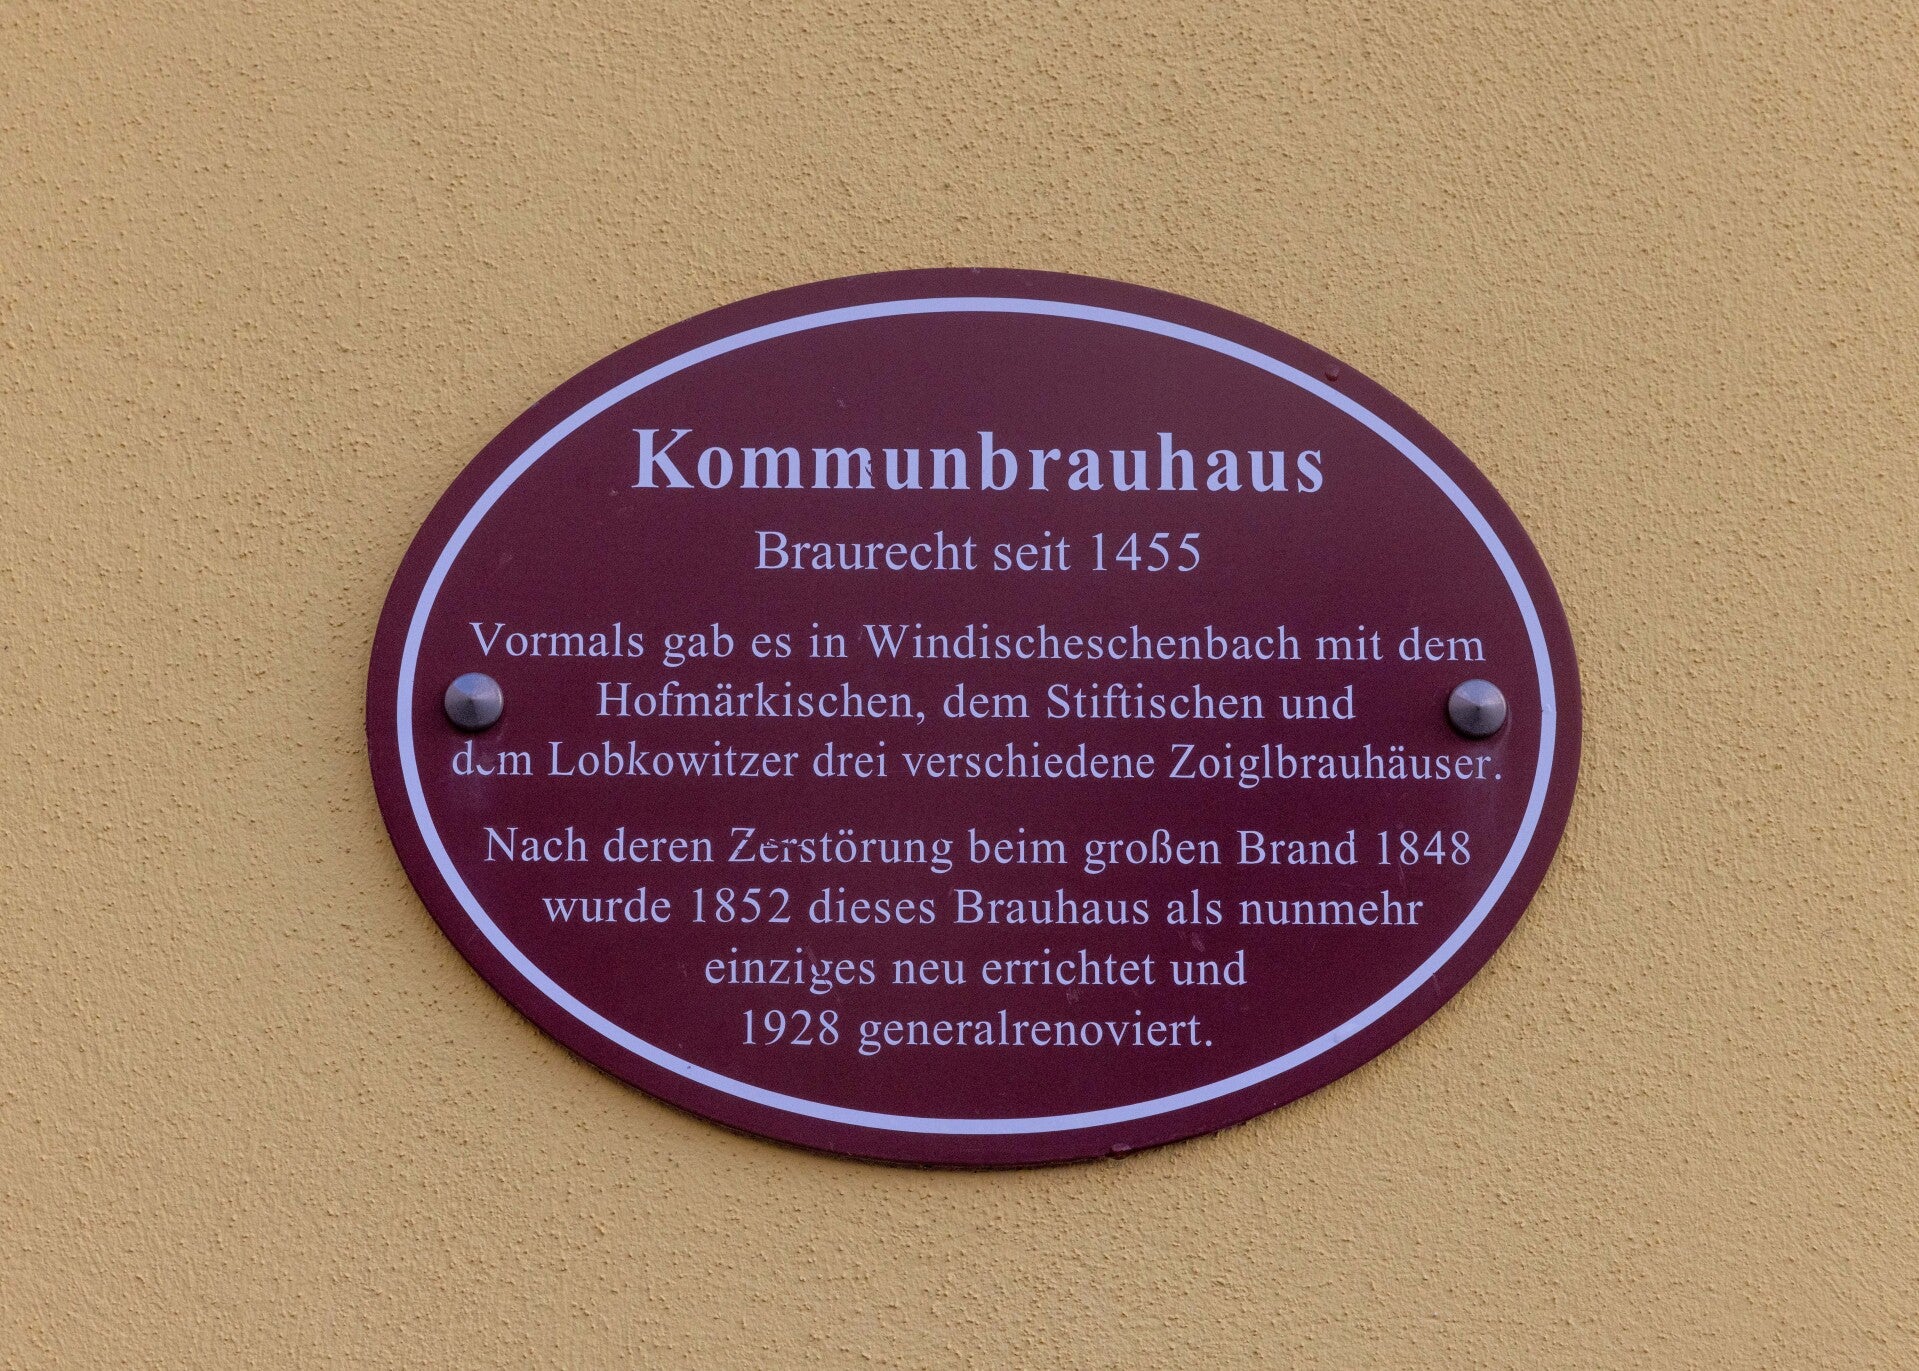 Kommunbrauhaus
Braurecht seit 1455
Vormals gab es in Windischeschenbach mit dem
Hofmärkischen, dem Stiftischen und
dem Lobkowitzer drei verschiedene Zoiglbrauhäuser.
Nach deren Zerstörung beim großen Brand 1848
wurde 1852 dieses Brauhaus als nunmehr
einziges neu errichtet und
1928 generalrenoviert.